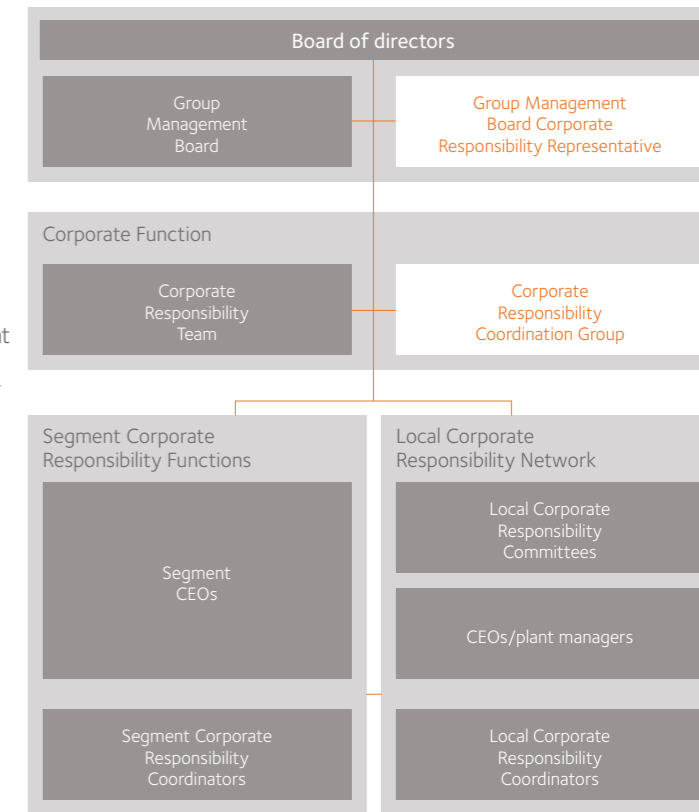 Board of directors
Group
Management
Board
Group Management
Board Corporate
Responsibility Representative
Corporate Function
Corporate
Responsibility
Team
Corporate
Responsibility
Coordination Group
Segment Corporate
Responsibility Functions
Segment
CEOs
Segment Corporate
Responsibility
Coordinators
Local Corporate
Responsibility Network
Local Corporate
Responsibility
Committees
CEOs/plant managers
Local Corporate
Responsibility
Coordinators